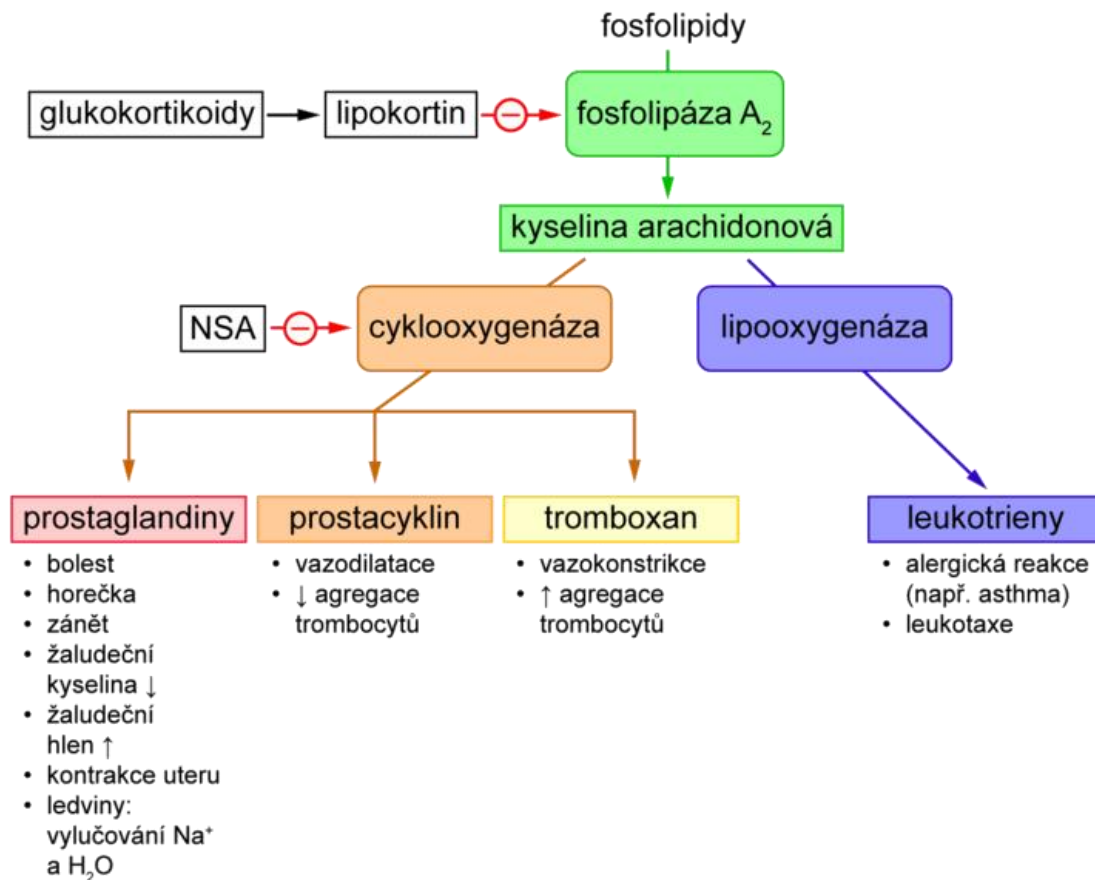 fosfolipidy
glukokortikoidy
lipokortin
fosfolipáza A₂
kyselina arachidonová
NSA
cyklooxygenáza
lipooxygenáza
prostaglandiny
• bolest
• horečka
• zánět
• žaludeční
kyselina ↓
• žaludeční
hlen ↑
• kontrakce uteru
• ledviny:
vylučování Na⁺
a H₂O
prostacyklin
• vazodilatace
• ↓ agregace
trombocytů
tromboxan
• vazokonstrikce
• ↑ agregace
trombocytů
leukotrieny
• alergická reakce
(např. asthma)
• leukotaxe